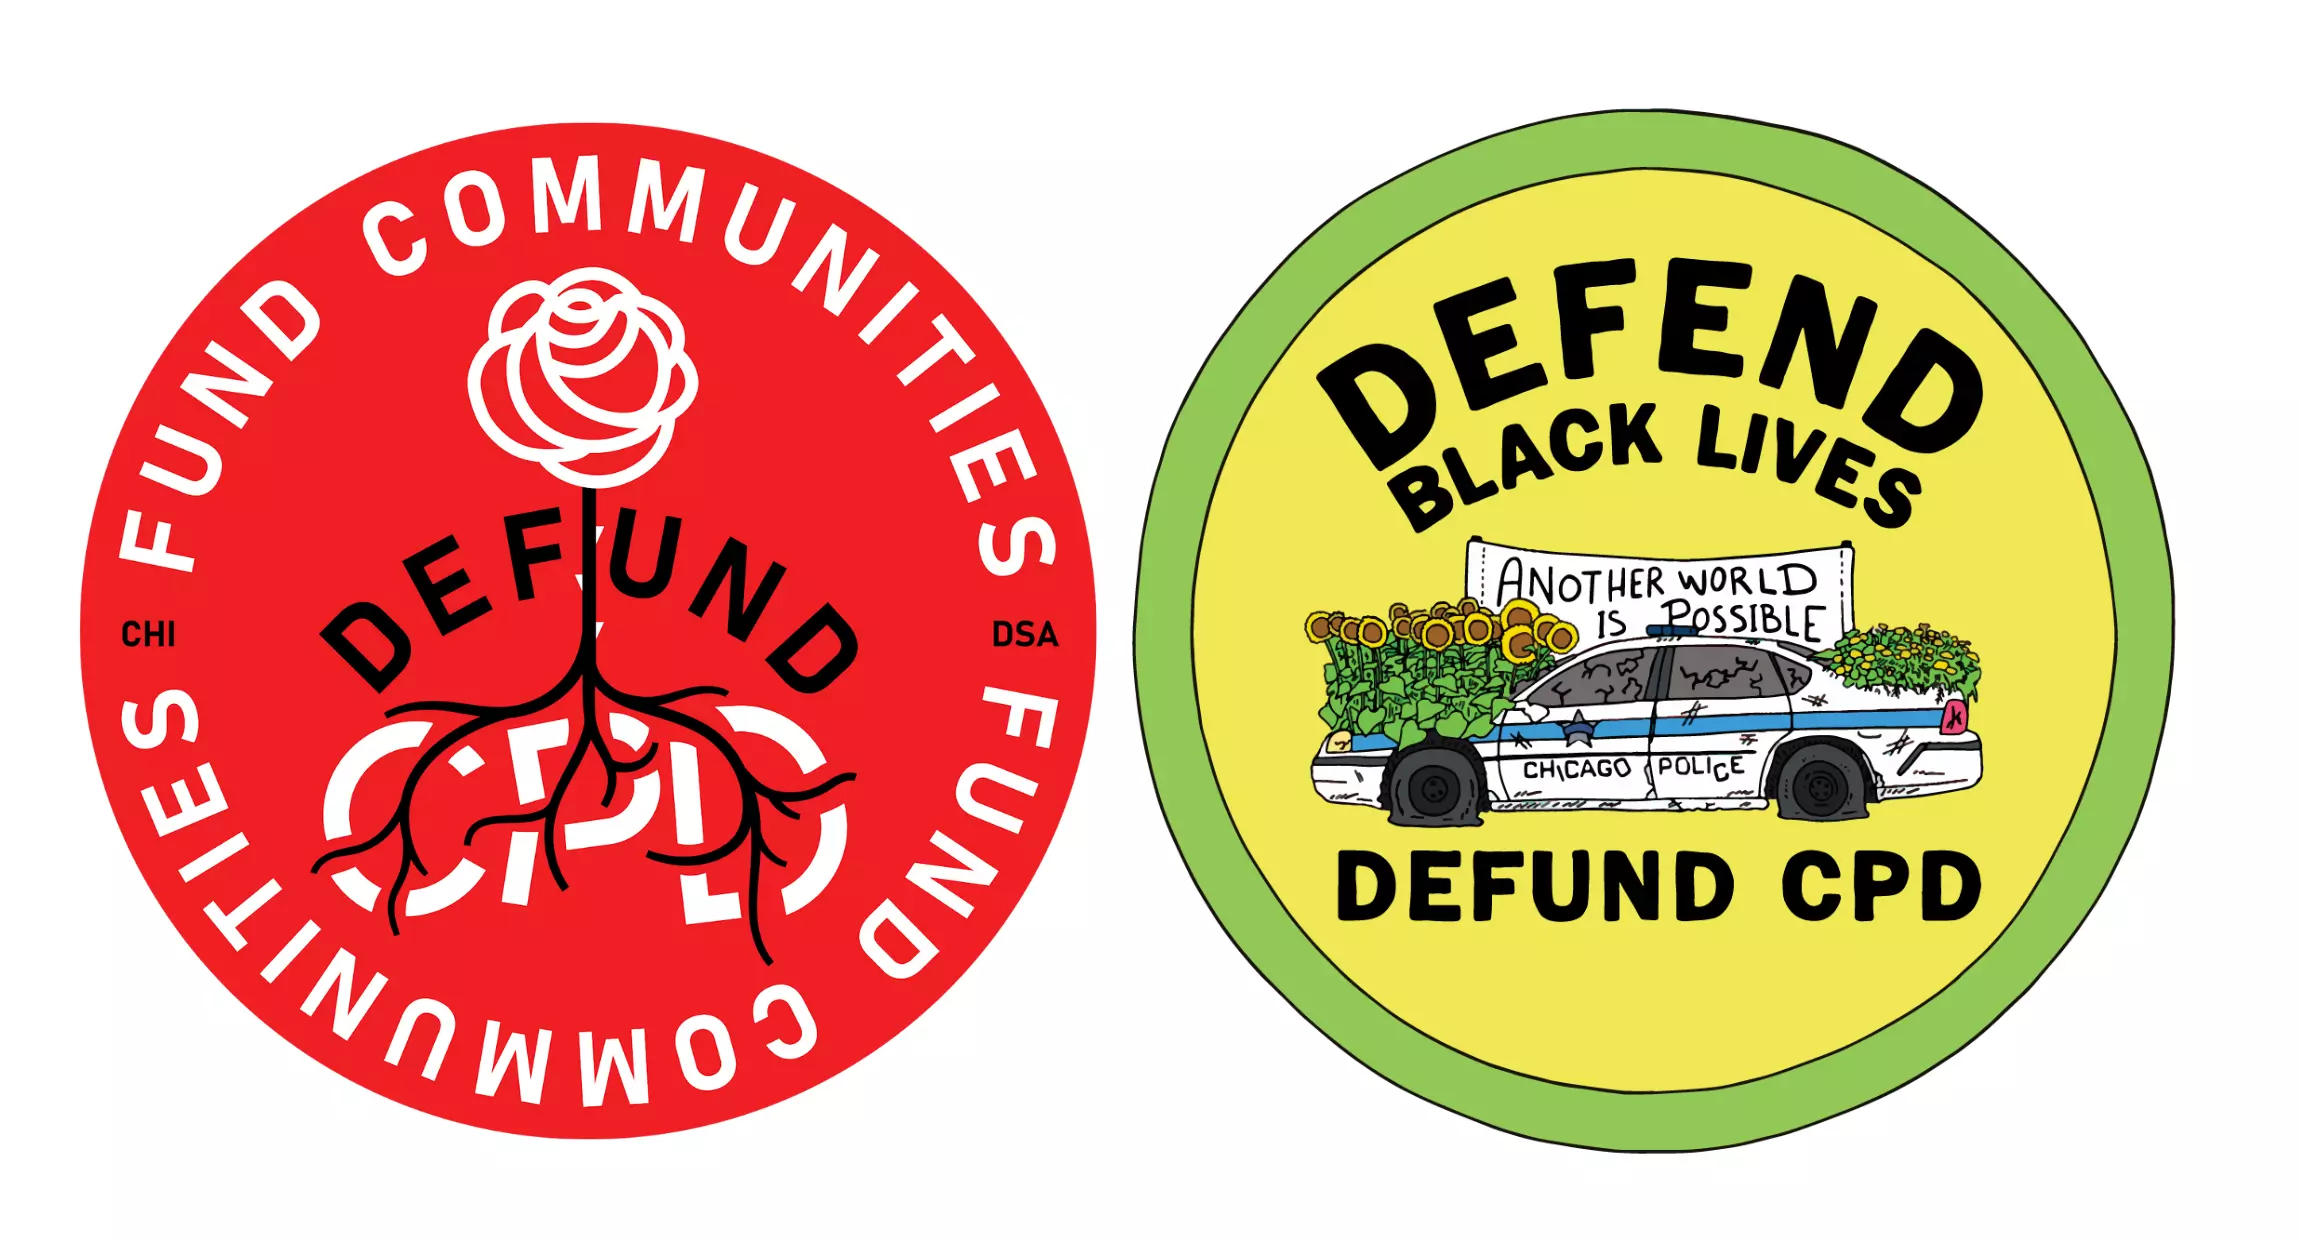 FUND COMMUNITIES FUND COMMUNITIES
CHI
DSA
DEFUND
CPD
DEFEND
BLACK LIVES
ANOTHER WORLD
IS POSSIBLE
CHICAGO POLICE
DEFUND CPD